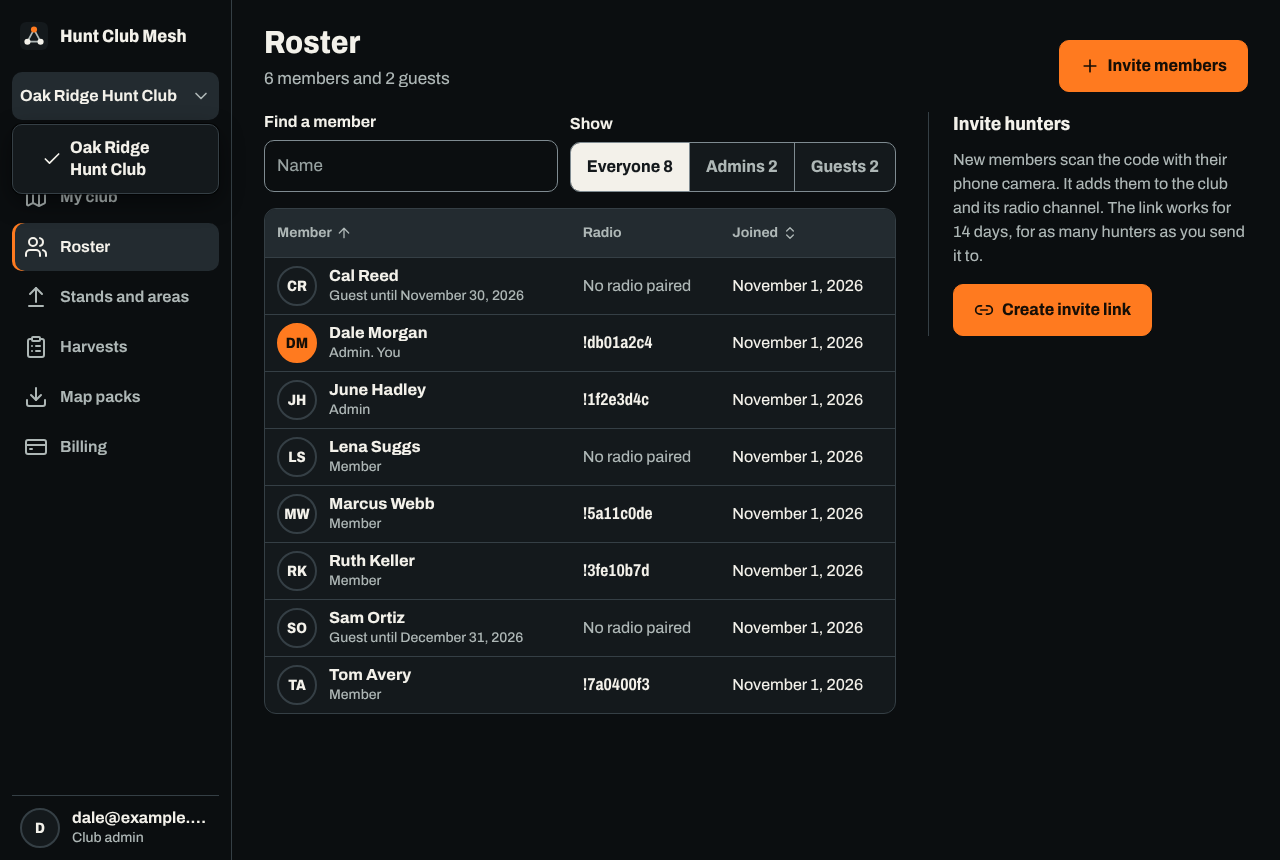 Hunt Club Mesh
Oak Ridge Hunt Club
Oak Ridge
Hunt Club
My club
Roster
Stands and areas
Harvests
Map packs
Billing
D
dale@example....
Club admin
Roster
6 members and 2 guests
Invite members
Find a member
Name
Show
Everyone 8
Admins 2
Guests 2
Member
Radio
Joined
CR
Cal Reed
Guest until November 30, 2026
No radio paired
November 1, 2026
DM
Dale Morgan
Admin. You
!db01a2c4
November 1, 2026
JH
June Hadley
Admin
!1f2e3d4c
November 1, 2026
LS
Lena Suggs
Member
No radio paired
November 1, 2026
MW
Marcus Webb
Member
!5a11c0de
November 1, 2026
RK
Ruth Keller
Member
!3fe10b7d
November 1, 2026
SO
Sam Ortiz
Guest until December 31, 2026
No radio paired
November 1, 2026
TA
Tom Avery
Member
!7a0400f3
November 1, 2026
Invite hunters
New members scan the code with their
phone camera. It adds them to the club
and its radio channel. The link works for
14 days, for as many hunters as you send
it to.
Create invite link